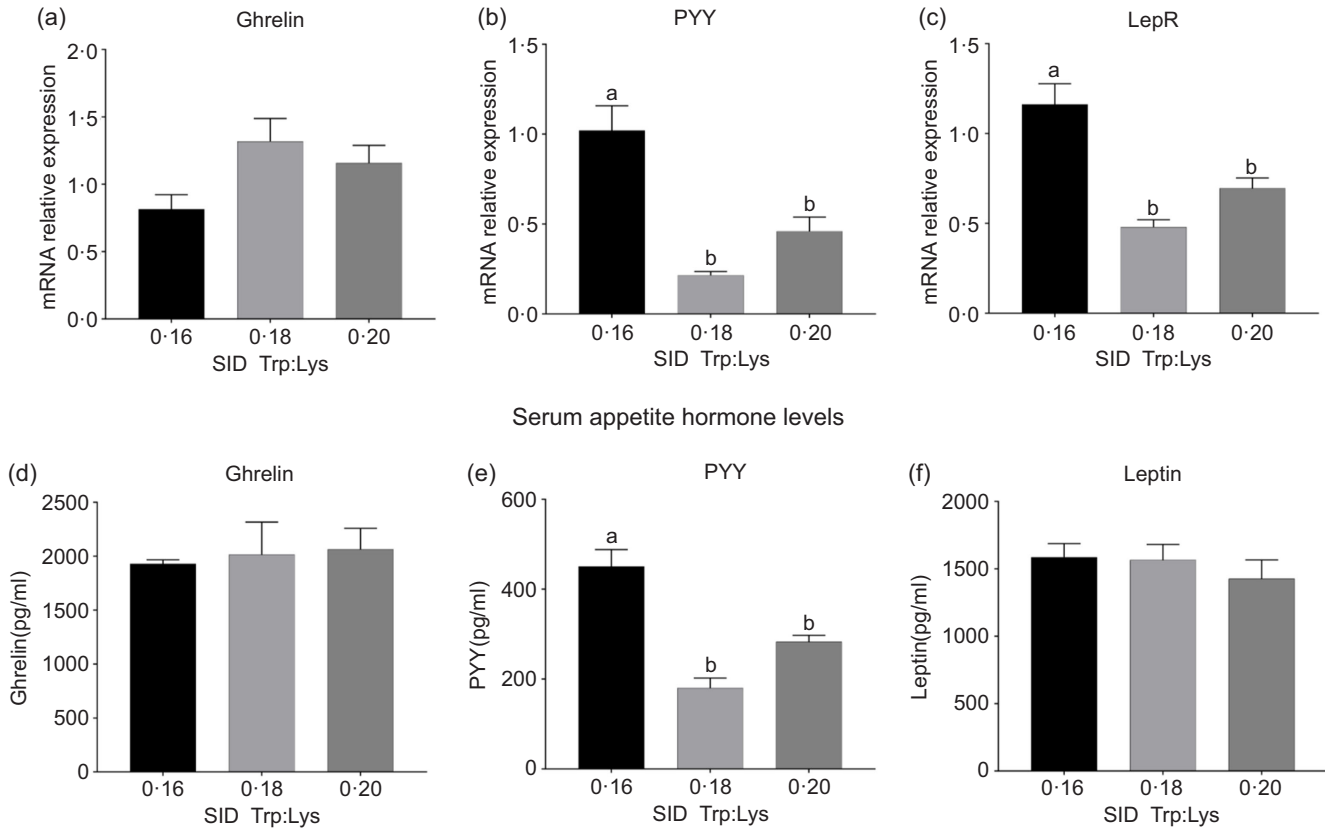 (a)
Ghrelin
mRNA relative expression
2·0
1·5
1·0
0·5
0·0
0·16 0·18 0·20
SID Trp:Lys
(b)
PYY
mRNA relative expression
1·5
1·0
0·5
0·0
a
b
b
0·16 0·18 0·20
SID Trp:Lys
(c)
LepR
mRNA relative expression
1·5
1·0
0·5
0·0
a
b
b
0·16 0·18 0·20
SID Trp:Lys
Serum appetite hormone levels
(d)
Ghrelin
Ghrelin(pg/ml)
2500
2000
1500
1000
500
0
0·16 0·18 0·20
SID Trp:Lys
(e)
PYY
PYY(pg/ml)
600
400
200
0
a
b
b
0·16 0·18 0·20
SID Trp:Lys
(f)
Leptin
Leptin(pg/ml)
2000
1500
1000
500
0
0·16 0·18 0·20
SID Trp:Lys